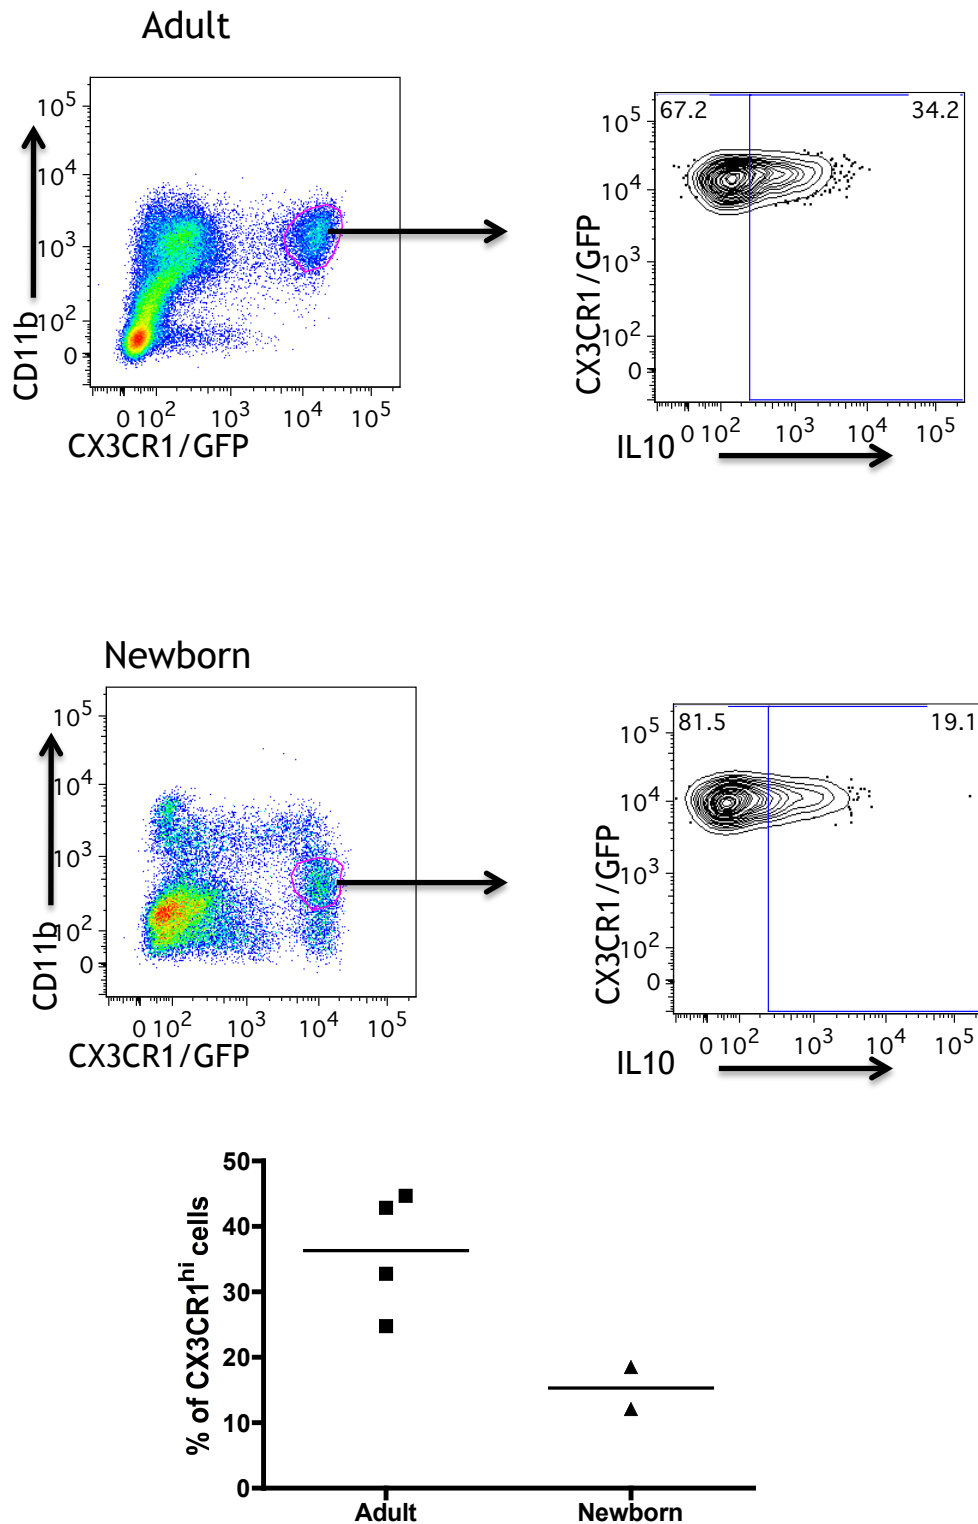 Adult
10^5
10^4
10^3
10^2
0
CD11b
0 10^2 10^3 10^4 10^5
CX3CR1/GFP
67.2 34.2
10^5
10^4
10^3
10^2
0
CX3CR1/GFP
0 10^2 10^3 10^4 10^5
IL10
Newborn
10^5
10^4
10^3
10^2
0
CD11b
0 10^2 10^3 10^4 10^5
CX3CR1/GFP
81.5 19.1
10^5
10^4
10^3
10^2
0
CX3CR1/GFP
0 10^2 10^3 10^4 10^5
IL10
% of CX3CR1^hi cells
50
40
30
20
10
0
Adult Newborn